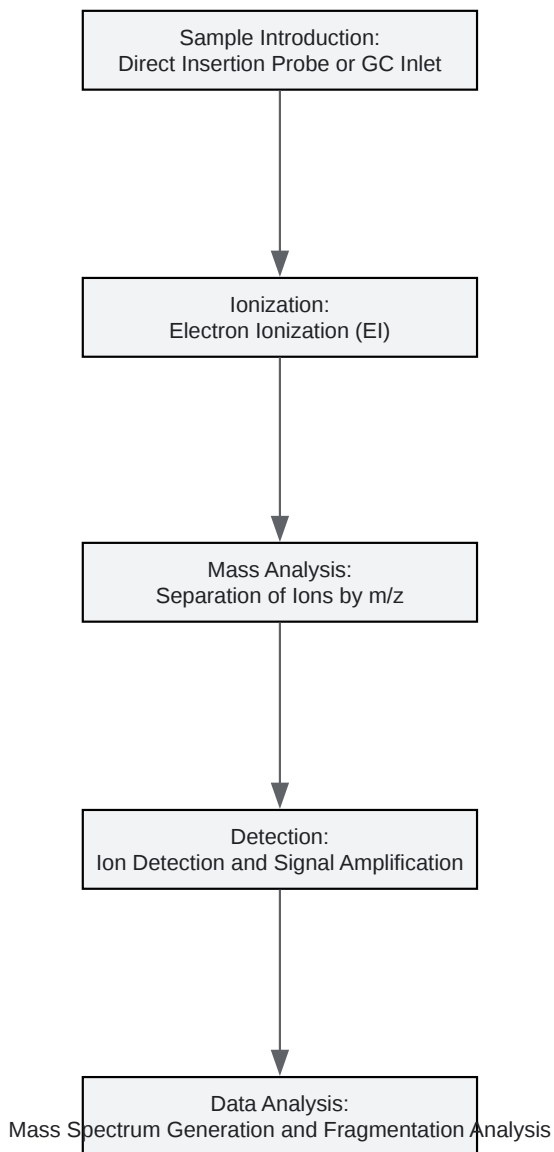 Sample Introduction:
Direct Insertion Probe or GC Inlet
Ionization:
Electron Ionization (EI)
Mass Analysis:
Separation of Ions by m/z
Detection:
Ion Detection and Signal Amplification
Data Analysis:
Mass Spectrum Generation and Fragmentation Analysis